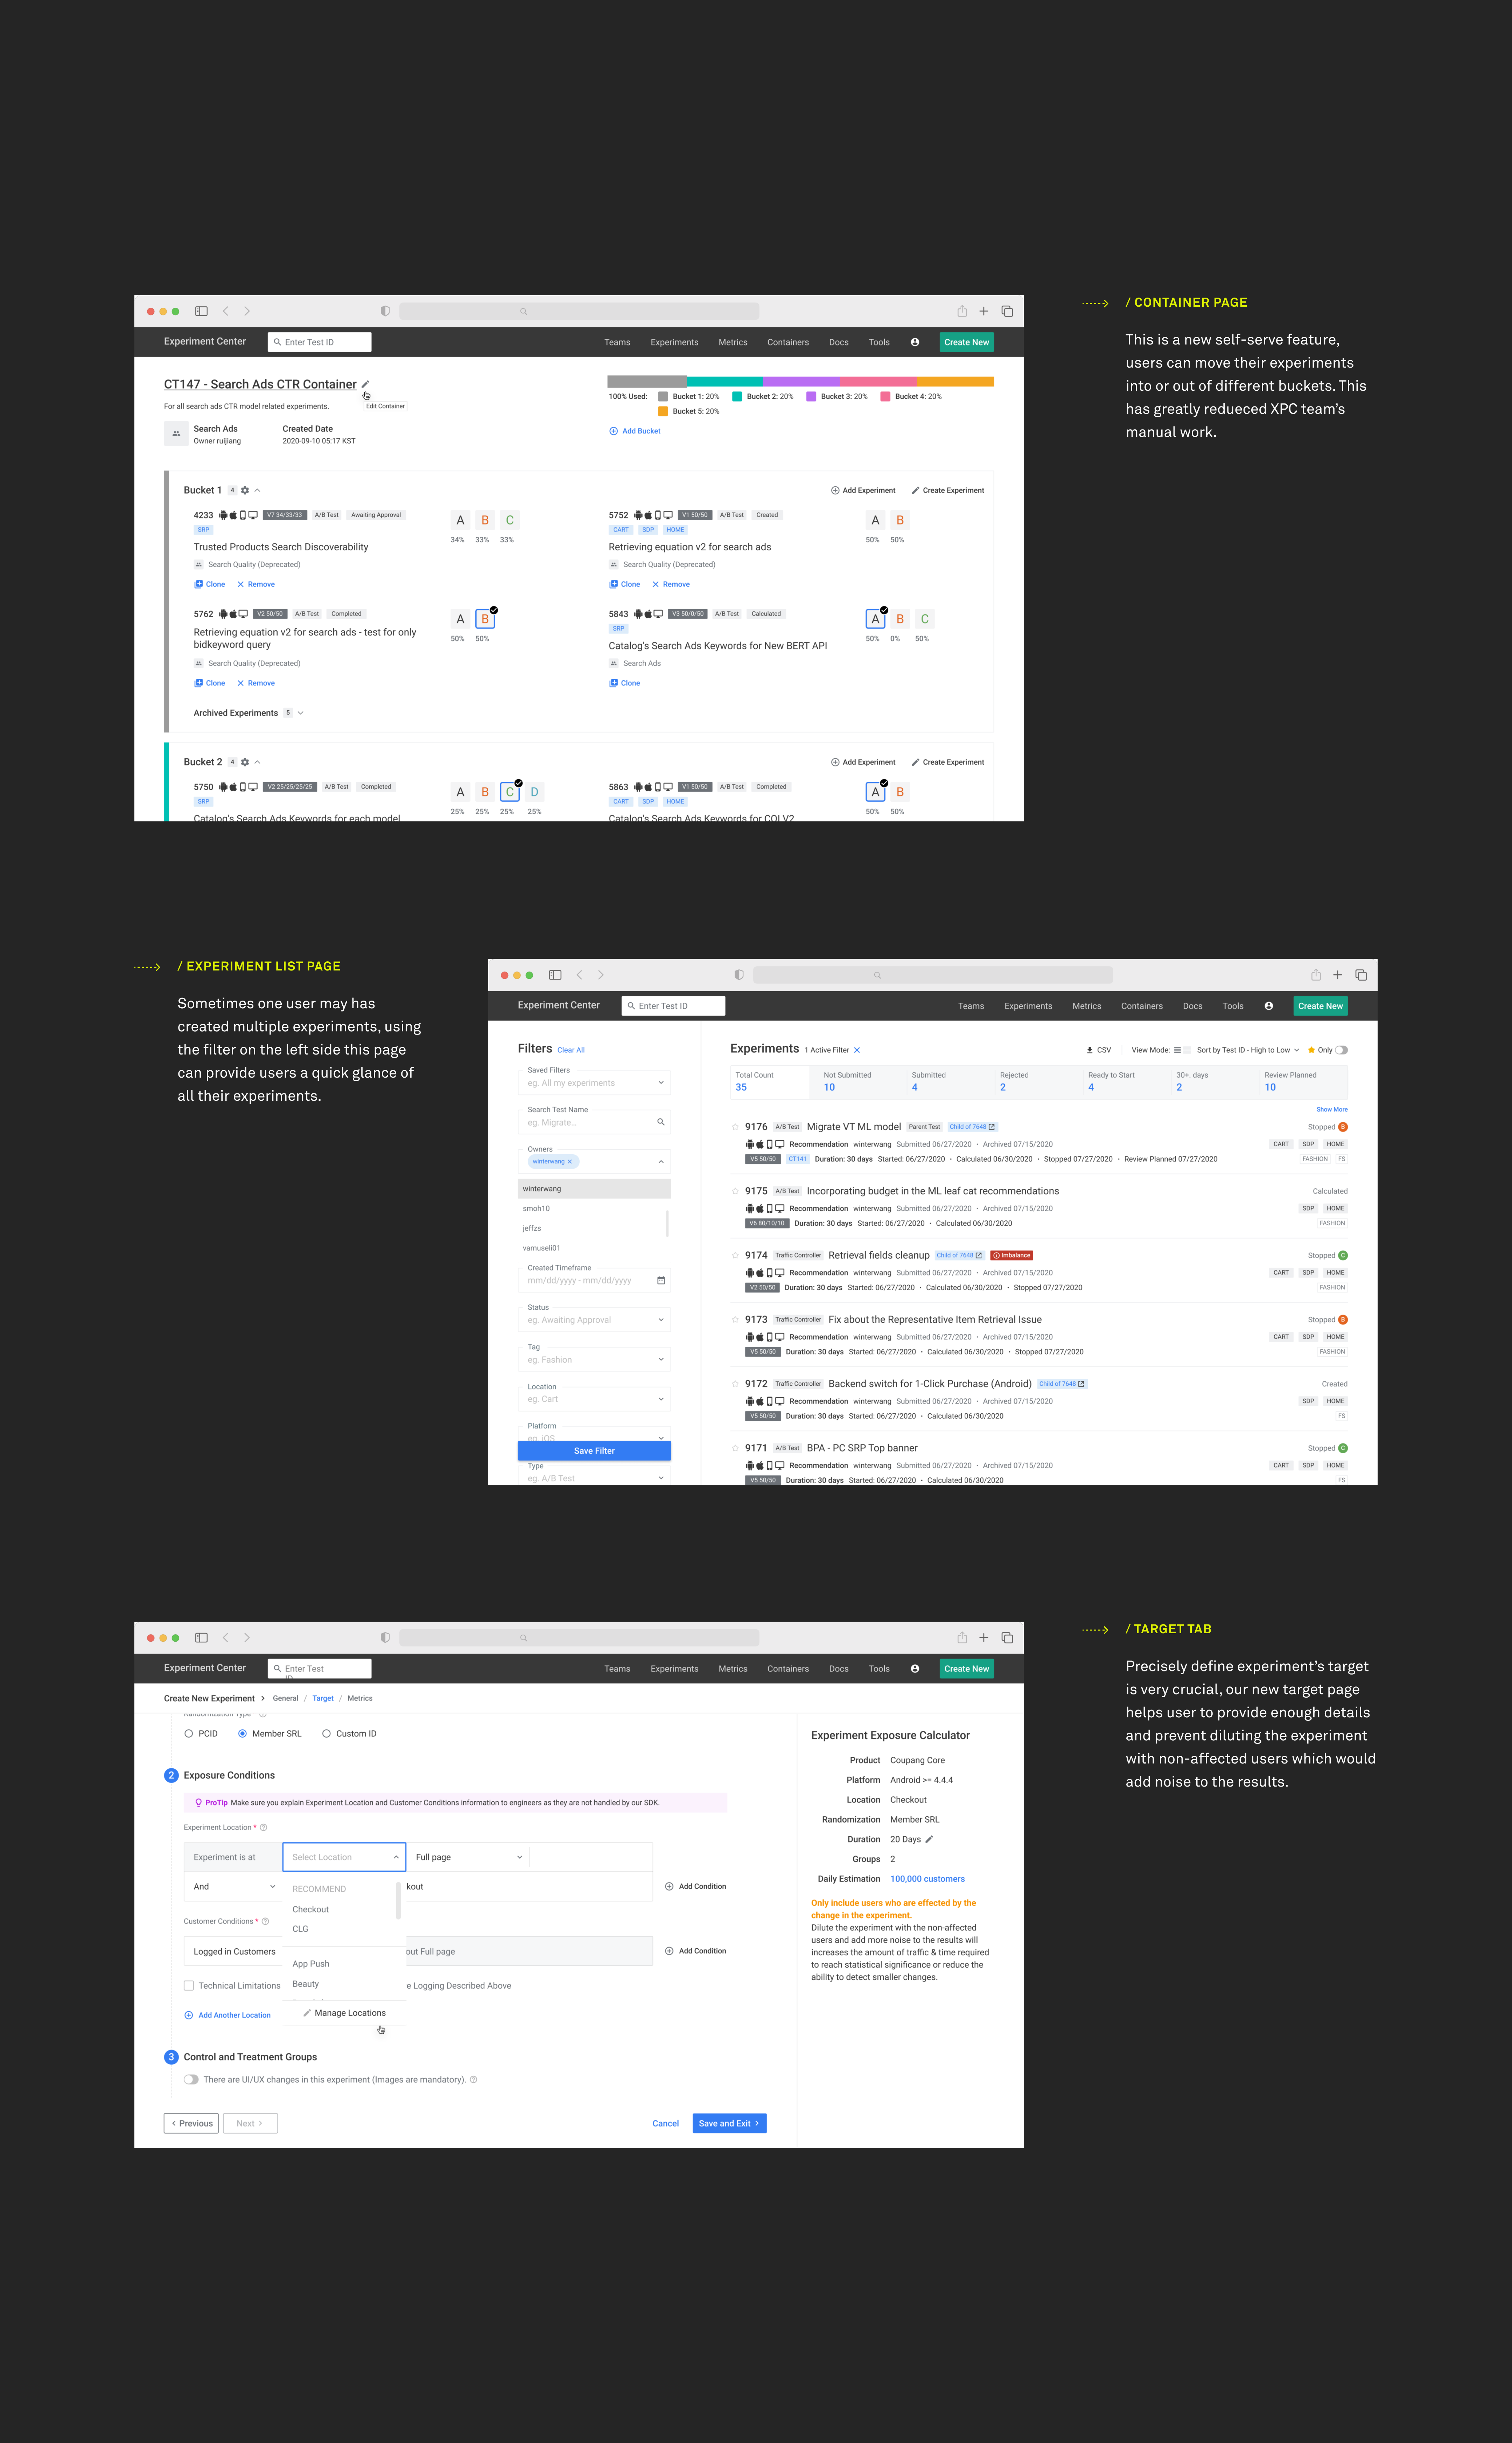 / CONTAINER PAGE
This is a new self-serve feature,
users can move their experiments
into or out of different buckets. This
has greatly redueced XPC team's
manual work.
Experiment Center
Enter Test ID
Teams
Experiments
Metrics
Containers
Docs
Tools
Create New
CT147 - Search Ads CTR Container
Edit Container
For all search ads CTR model related experiments.
Search Ads
Owner ruijiang
Created Date
2020-09-10 05:17 KST
100% Used:
Bucket 1: 20%
Bucket 2: 20%
Bucket 3: 20%
Bucket 4: 20%
Bucket 5: 20%
Add Bucket
Bucket 1 4
Add Experiment
Create Experiment
4233 V7 34/33/33 A/B Test Awaiting Approval
SRP
Trusted Products Search Discoverability
Search Quality (Deprecated)
Clone Remove
A B C
34% 33% 33%
5752 V1 50/50 A/B Test Created
CART SDP HOME
Retrieving equation v2 for search ads
Search Quality (Deprecated)
Clone Remove
A B
50% 50%
5762 V2 50/50 A/B Test Completed
Retrieving equation v2 for search ads - test for only
bidkeyword query
Search Quality (Deprecated)
Clone Remove
A B
50% 50%
5843 V3 50/0/50 A/B Test Calculated
SRP
Catalog's Search Ads Keywords for New BERT API
Search Ads
Clone
A B C
50% 0% 50%
Archived Experiments 5
Bucket 2 4
Add Experiment
Create Experiment
5750 V2.25/25/25/25 A/B Test Completed
SRP
Catalog's Search Ads Keywords for each model
A B C D
25% 25% 25% 25%
5863 V1 50/50 A/B Test Completed
CART SDP HOME
Catalog's Search Ads Keywords for CQI V2
A B
50% 50%
/ EXPERIMENT LIST PAGE
Sometimes one user may has
created multiple experiments, using
the filter on the left side this page
can provide users a quick glance of
all their experiments.
Experiment Center
Enter Test ID
Teams
Experiments
Metrics
Containers
Docs
Tools
Create New
Filters Clear All
Saved Filters
eg. All my experiments
Search Test Name
eg. Migrate...
Owners
winterwang ×
winterwang
smoh10
jeffzs
vamuseli01
Created Timeframe
mm/dd/yyyy - mm/dd/yyyy
Status
eg. Awaiting Approval
Tag
eg. Fashion
Location
eg. Cart
Platform
eg. iOS
Save Filter
Type
eg. A/B Test
Experiments 1 Active Filter ×
CSV
View Mode:
Sort by Test ID - High to Low
Only
Total Count
35
Not Submitted
10
Submitted
4
Rejected
2
Ready to Start
4
30+. days
2
Review Planned
10
Show More
9176 A/B Test Migrate VT ML model Parent Test Child of 7648 Stopped B
Recommendation winterwang Submitted 06/27/2020 · Archived 07/15/2020 CART SDP HOME
V5 50/50 CT141 Duration: 30 days Started: 06/27/2020 · Calculated 06/30/2020 · Stopped 07/27/2020 · Review Planned 07/27/2020 FASHION FS
9175 A/B Test Incorporating budget in the ML leaf cat recommendations Calculated
Recommendation winterwang Submitted 06/27/2020 · Archived 07/15/2020 SDP HOME
V6 80/10/10 Duration: 30 days Started: 06/27/2020 · Calculated 06/30/2020 FASHION
9174 Traffic Controller Retrieval fields cleanup Child of 7648 Imbalance Stopped C
Recommendation winterwang Submitted 06/27/2020 · Archived 07/15/2020 CART SDP HOME
V2 50/50 Duration: 30 days Started: 06/27/2020 · Calculated 06/30/2020 · Stopped 07/27/2020 FASHION
9173 Traffic Controller Fix about the Representative Item Retrieval Issue Stopped B
Recommendation winterwang Submitted 06/27/2020 · Archived 07/15/2020 CART SDP HOME
V5 50/50 Duration: 30 days Started: 06/27/2020 · Calculated 06/30/2020 · Stopped 07/27/2020 FASHION
9172 Traffic Controller Backend switch for 1-Click Purchase (Android) Child of 7648 Created
Recommendation winterwang Submitted 06/27/2020 · Archived 07/15/2020 SDP HOME
V5 50/50 Duration: 30 days Started: 06/27/2020 · Calculated 06/30/2020 FS
9171 A/B Test BPA - PC SRP Top banner Stopped C
Recommendation winterwang Submitted 06/27/2020 · Archived 07/15/2020 CART SDP HOME
V5 50/50 Duration: 30 days Started: 06/27/2020 · Calculated 06/30/2020 FS
/ TARGET TAB
Precisely define experiment's target
is very crucial, our new target page
helps user to provide enough details
and prevent diluting the experiment
with non-affected users which would
add noise to the results.
Experiment Center
Enter Test
ID
Teams
Experiments
Metrics
Containers
Docs
Tools
Create New
Create New Experiment > General / Target / Metrics
Randomization Type
PCID
Member SRL
Custom ID
2 Exposure Conditions
ProTip Make sure you explain Experiment Location and Customer Conditions information to engineers as they are not handled by our SDK.
Experiment Location *
Experiment is at
Select Location
Full page
And
kout
Add Condition
RECOMMEND
Checkout
CLG
App Push
Beauty
Manage Locations
Customer Conditions *
Logged in Customers
out Full page
Add Condition
Technical Limitations
e Logging Described Above
Add Another Location
3 Control and Treatment Groups
There are UI/UX changes in this experiment (Images are mandatory).
< Previous
Next >
Cancel
Save and Exit >
Experiment Exposure Calculator
Product Coupang Core
Platform Android >= 4.4.4
Location Checkout
Randomization Member SRL
Duration 20 Days
Groups 2
Daily Estimation 100,000 customers
Only include users who are effected by the
change in the experiment.
Dilute the experiment with the non-affected
users and add more noise to the results will
increases the amount of traffic & time required
to reach statistical significance or reduce the
ability to detect smaller changes.